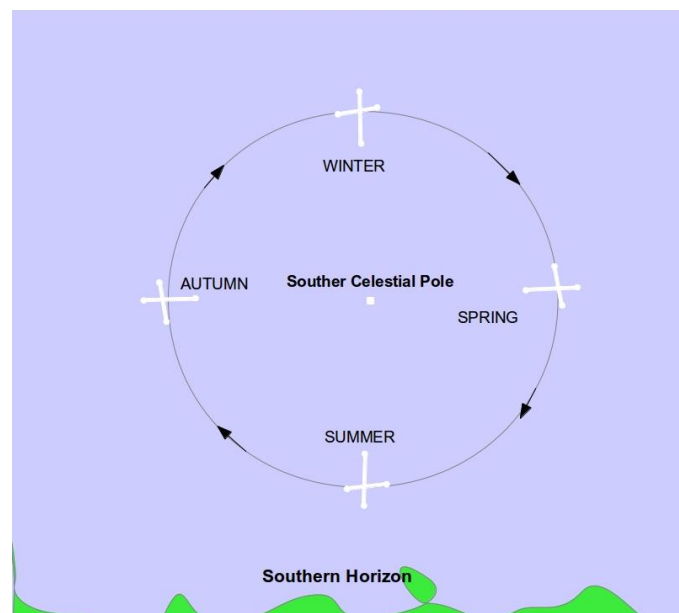 WINTER
AUTUMN
Souther Celestial Pole
SPRING
SUMMER
Southern Horizon